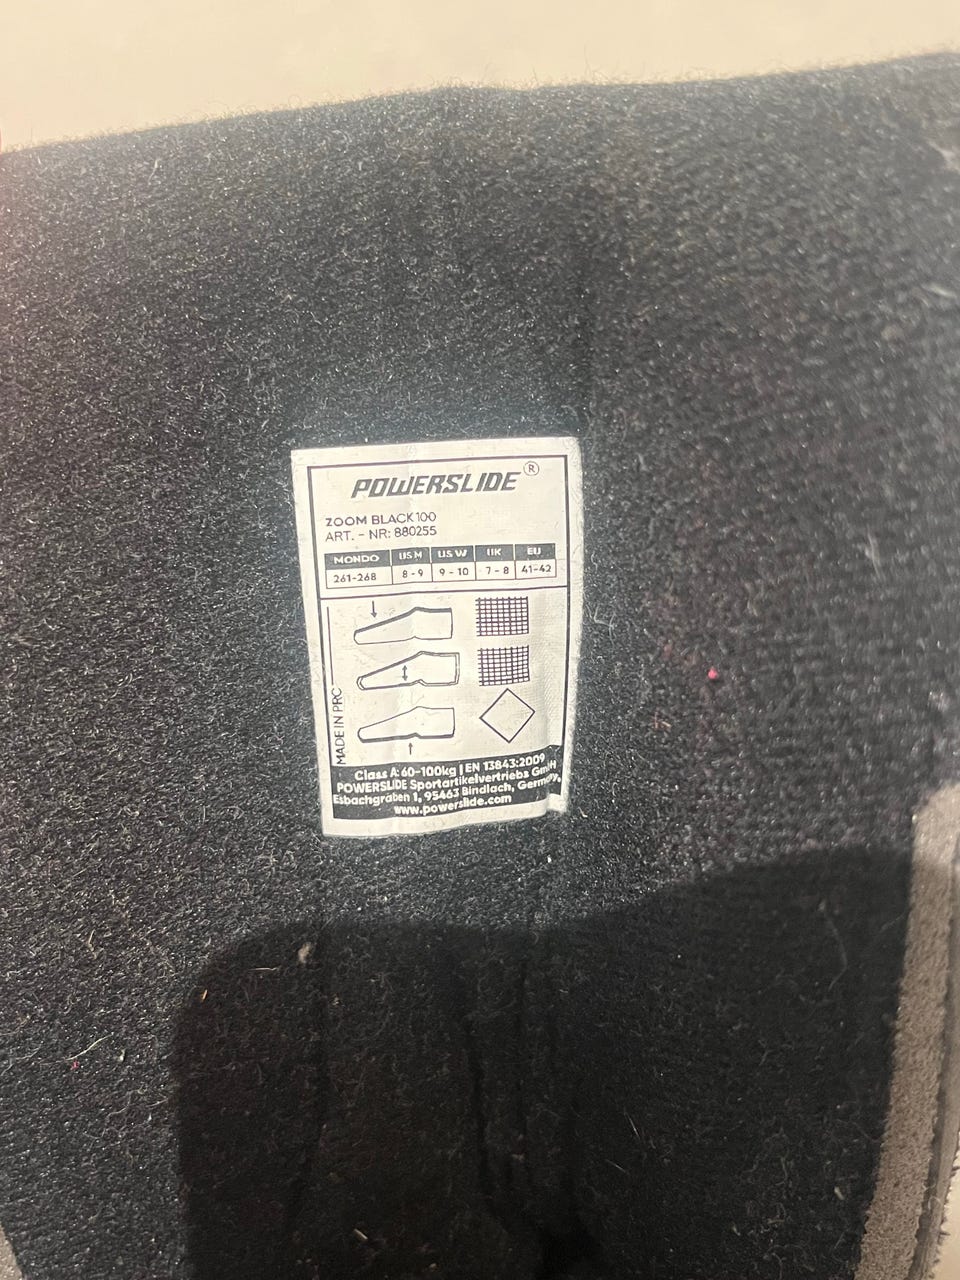 POWERSLIDE®
ZOOM BLACK 100
ART. - NR: 880255
MONDO US M US W UK EU
261-268 8 - 9 9 - 10 7 - 8 41-42
MADE IN PRC
Class A: 60-100kg | EN 13843:2009
POWERSLIDE Sportartikelvertriebs GmbH
Esbachgraben 1, 95463 Bindlach, Germany,
www.powerslide.com